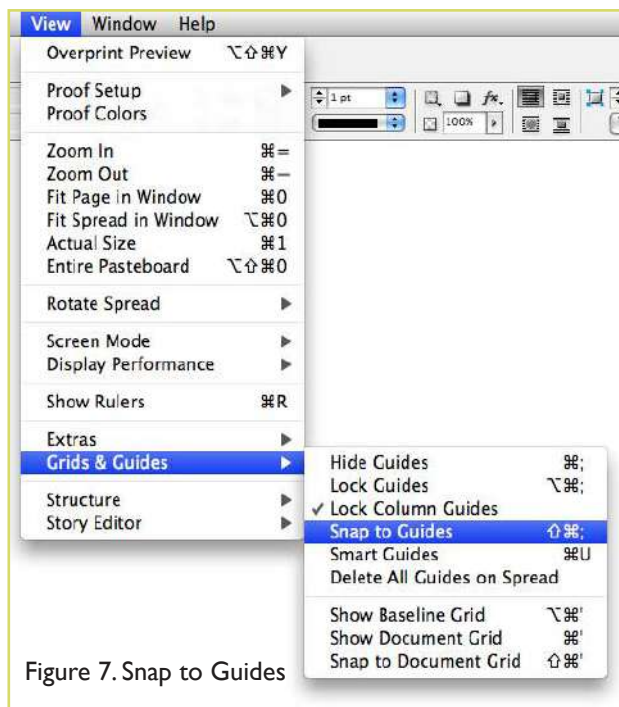 View Window Help
Overprint Preview ⌥⇧⌘Y
Proof Setup ▶
Proof Colors
1 pt
100%
Zoom In ⌘=
Zoom Out ⌘−
Fit Page in Window ⌘0
Fit Spread in Window ⌥⌘0
Actual Size ⌘1
Entire Pasteboard ⌥⇧⌘0
Rotate Spread ▶
Screen Mode ▶
Display Performance ▶
Show Rulers ⌘R
Extras ▶
Grids & Guides ▶
Structure ▶
Story Editor ▶
Hide Guides ⌘;
Lock Guides ⌥⌘;
✓ Lock Column Guides
Snap to Guides ⇧⌘;
Smart Guides ⌘U
Delete All Guides on Spread
Show Baseline Grid ⌥⌘'
Show Document Grid ⌘'
Snap to Document Grid ⇧⌘'
Figure 7. Snap to Guides